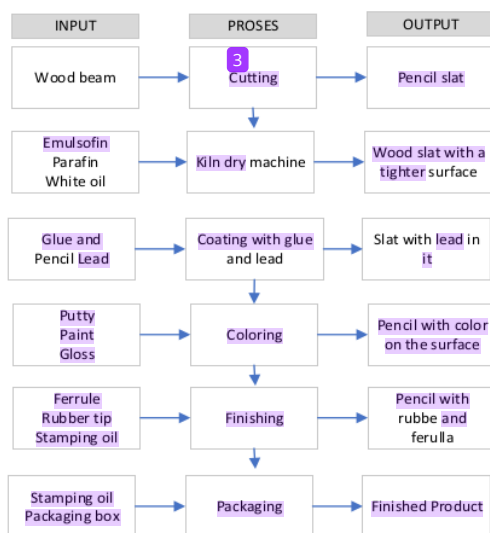 INPUT
PROSES
OUTPUT
3
Wood beam
Cutting
Pencil slat
Emulsofin
Parafin
White oil
Kiln dry machine
Wood slat with a
tighter surface
Glue and
Pencil Lead
Coating with glue
and lead
Slat with lead in
it
Putty
Paint
Gloss
Coloring
Pencil with color
on the surface
Ferrule
Rubber tip
Stamping oil
Finishing
Pencil with
rubbe and
ferulla
Stamping oil
Packaging box
Packaging
Finished Product